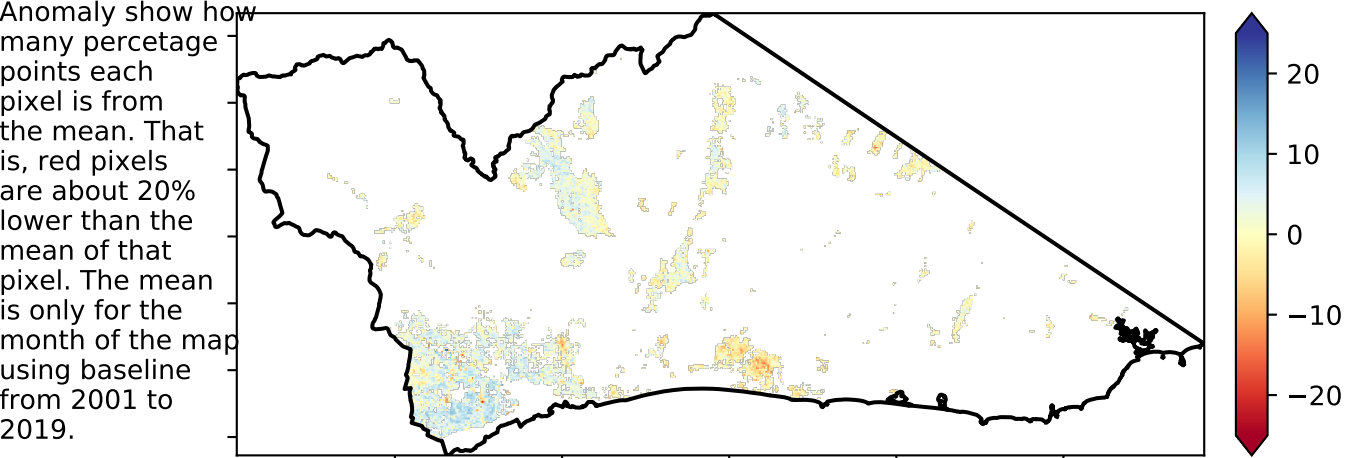 Anomaly show how
many percetage
points each
pixel is from
the mean. That
is, red pixels
are about 20%
lower than the
mean of that
pixel. The mean
is only for the
month of the map
using baseline
from 2001 to
2019.
20
10
0
−10
−20